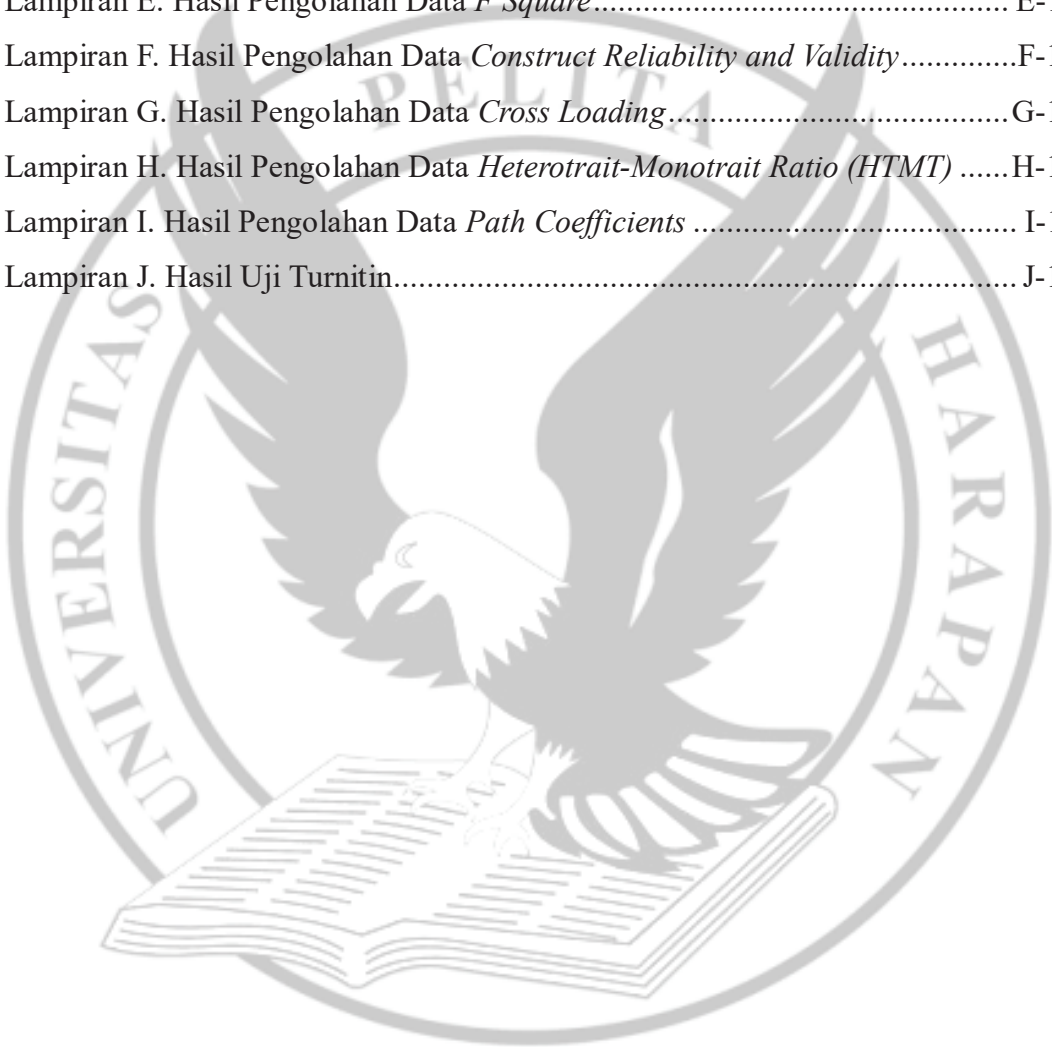 Lampiran E. Hasil Pengolahan Data F Square.................................................. E-1
Lampiran F. Hasil Pengolahan Data Construct Reliability and Validity..............F-1
Lampiran G. Hasil Pengolahan Data Cross Loading.........................................G-1
Lampiran H. Hasil Pengolahan Data Heterotrait-Monotrait Ratio (HTMT) ......H-1
Lampiran I. Hasil Pengolahan Data Path Coefficients ....................................... I-1
Lampiran J. Hasil Uji Turnitin........................................................................... J-1
UNIVERSITAS PELITA HARAPAN